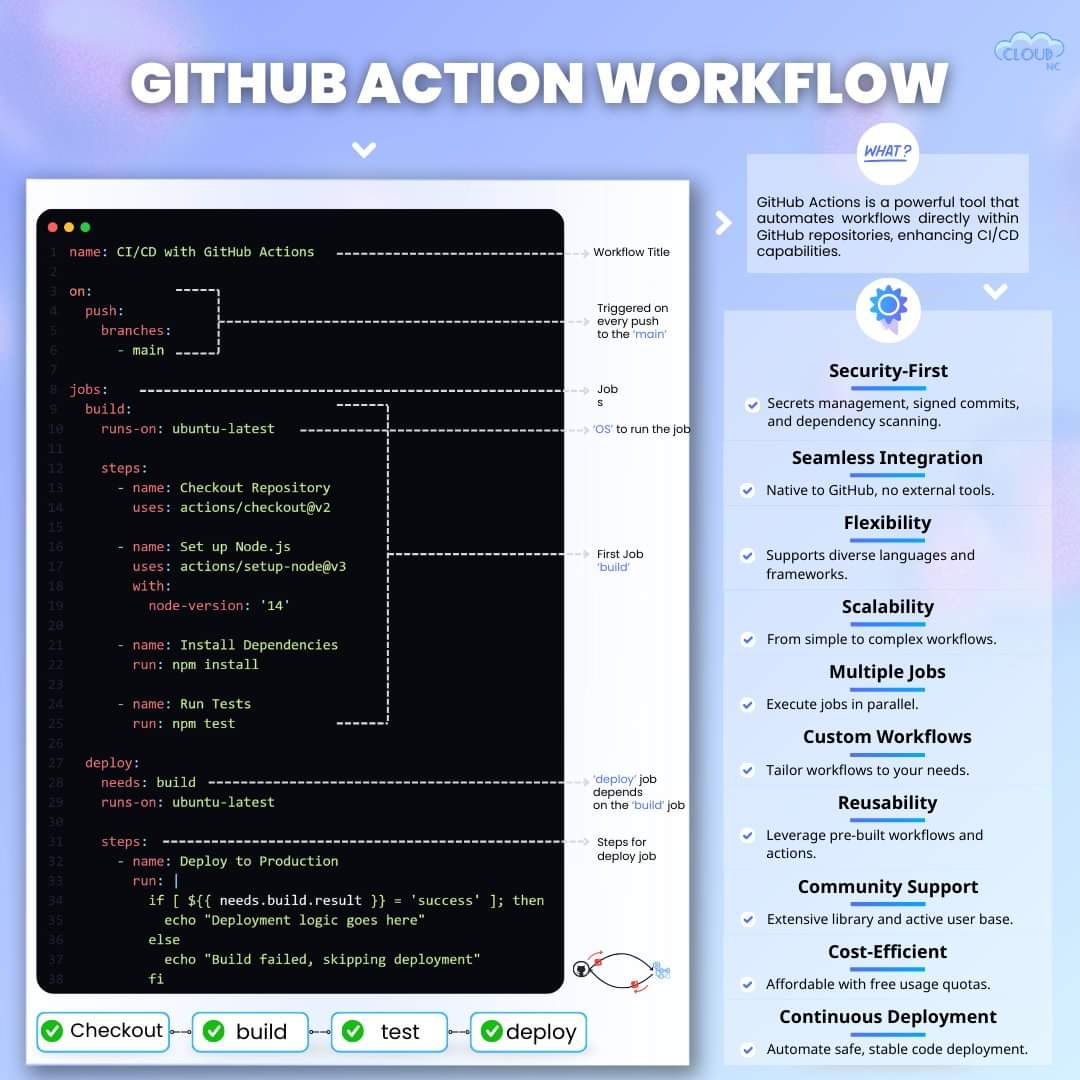 CLOUD
NC
GITHUB ACTION WORKFLOW
1 name: CI/CD with GitHub Actions
2
3 on:
4 push:
5 branches:
6 - main
7
8 jobs:
9 build:
10 runs-on: ubuntu-latest
11
12 steps:
13 - name: Checkout Repository
14 uses: actions/checkout@v2
15
16 - name: Set up Node.js
17 uses: actions/setup-node@v3
18 with:
19 node-version: '14'
20
21 - name: Install Dependencies
22 run: npm install
23
24 - name: Run Tests
25 run: npm test
26
27 deploy:
28 needs: build
29 runs-on: ubuntu-latest
30
31 steps:
32 - name: Deploy to Production
33 run: |
34 if [ ${{ needs.build.result }} = 'success' ]; then
35 echo "Deployment logic goes here"
36 else
37 echo "Build failed, skipping deployment"
38 fi
Workflow Title
Triggered on
every push
to the 'main'
Job
s
'OS' to run the job
First Job
'build'
'deploy' job
depends
on the 'build' job
Steps for
deploy job
Checkout
build
test
deploy
WHAT?
GitHub Actions is a powerful tool that
automates workflows directly within
GitHub repositories, enhancing CI/CD
capabilities.
Security-First
Secrets management, signed commits,
and dependency scanning.
Seamless Integration
Native to GitHub, no external tools.
Flexibility
Supports diverse languages and
frameworks.
Scalability
From simple to complex workflows.
Multiple Jobs
Execute jobs in parallel.
Custom Workflows
Tailor workflows to your needs.
Reusability
Leverage pre-built workflows and
actions.
Community Support
Extensive library and active user base.
Cost-Efficient
Affordable with free usage quotas.
Continuous Deployment
Automate safe, stable code deployment.